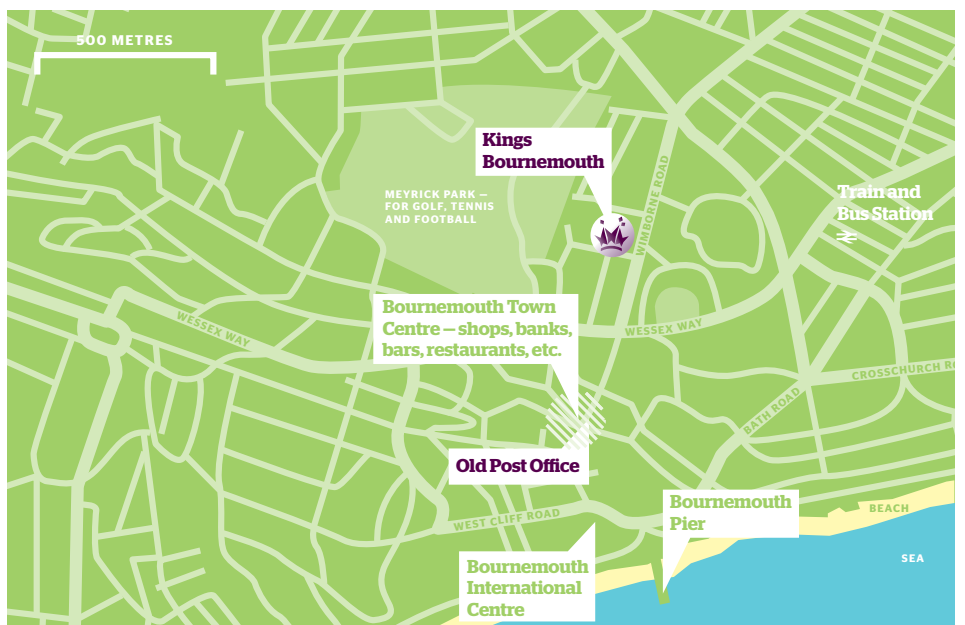 500 METRES
Kings
Bournemouth
MEYRICK PARK –
FOR GOLF, TENNIS
AND FOOTBALL
WIMBORNE ROAD
Train and
Bus Station
Bournemouth Town
Centre – shops, banks,
bars, restaurants, etc.
WESSEX WAY
WESSEX WAY
CROSSCHURCH RO
BATH ROAD
Old Post Office
WEST CLIFF ROAD
Bournemouth
Pier
BEACH
SEA
Bournemouth
International
Centre